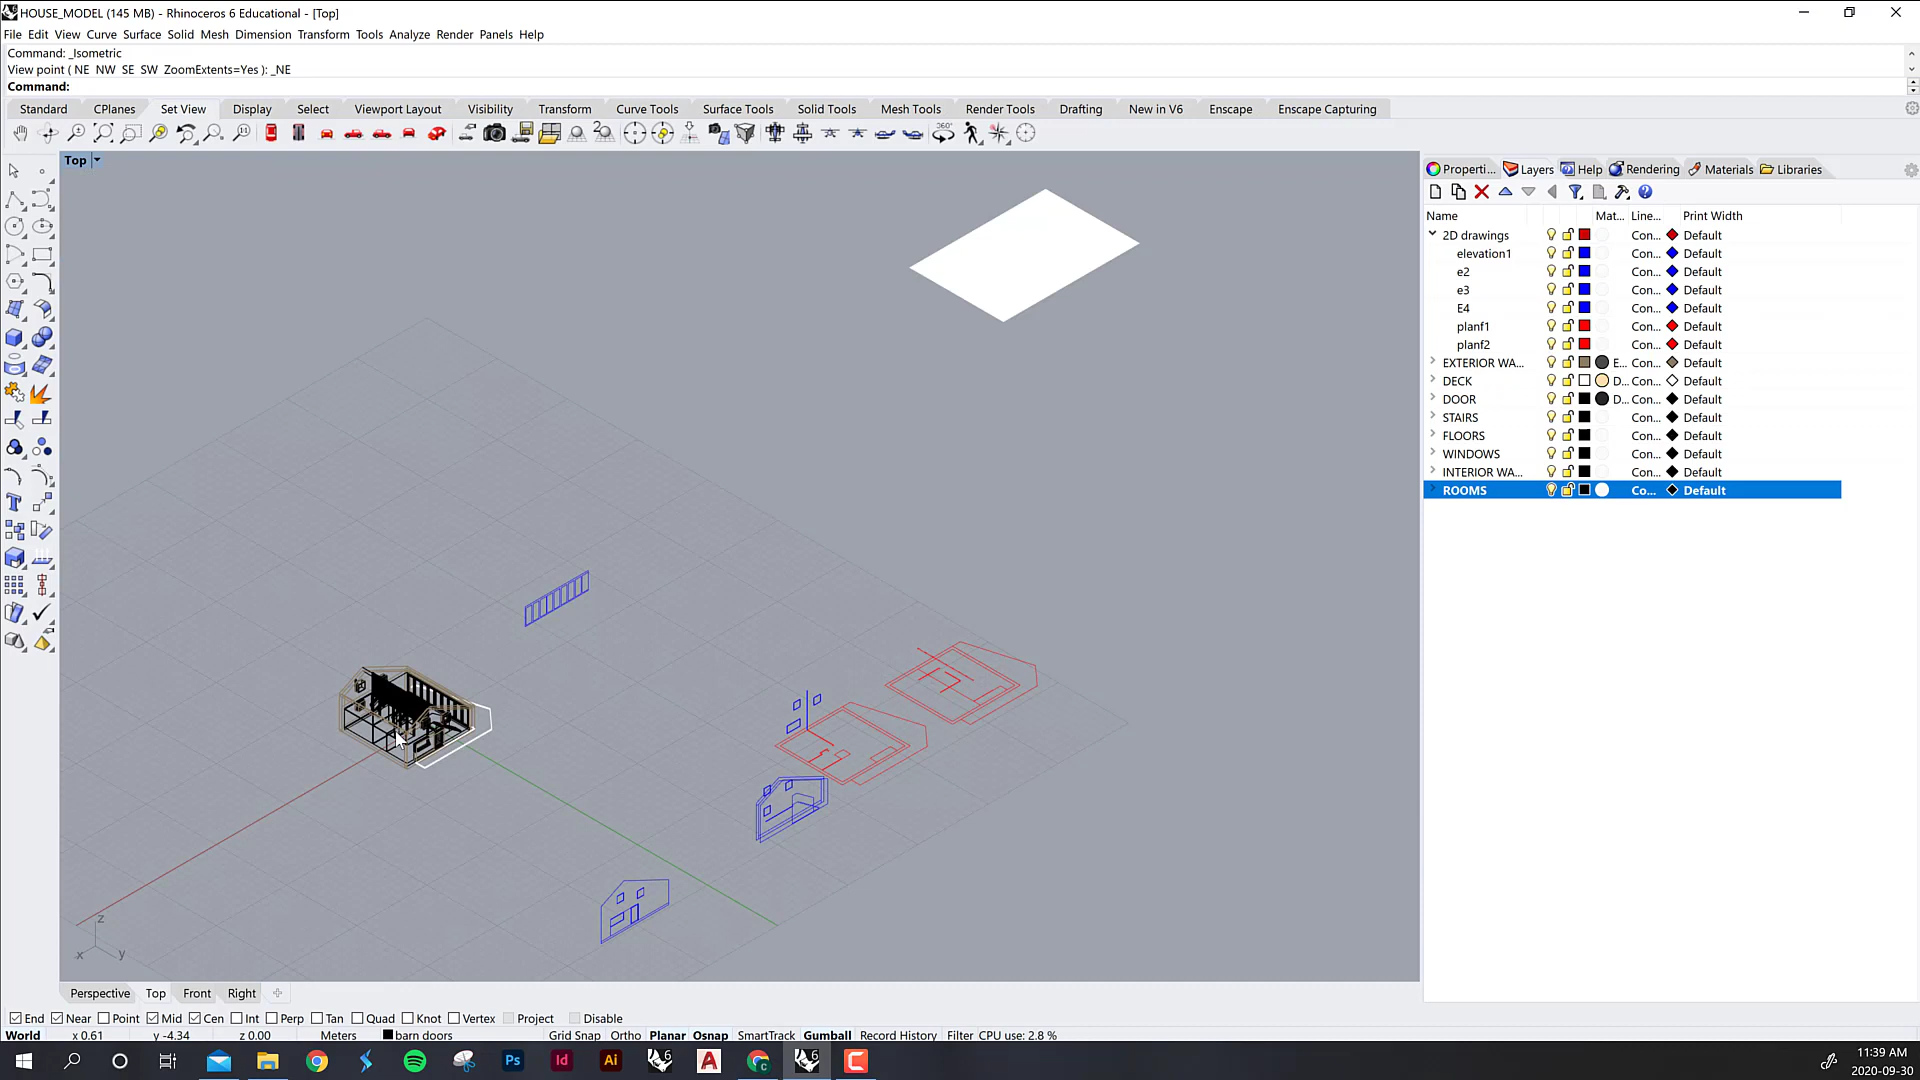 HOUSE_MODEL (145 MB) - Rhinoceros 6 Educational - [Top]
File Edit View Curve Surface Solid Mesh Dimension Transform Tools Analyze Render Panels Help
Command: _Isometric
View point ( NE NW SE SW ZoomExtents=Yes ): _NE
Command:
Standard CPlanes Set View Display Select Viewport Layout Visibility Transform Curve Tools Surface Tools Solid Tools Mesh Tools Render Tools Drafting New in V6 Enscape Enscape Capturing
Top
Properti... Layers Help Rendering Materials Libraries
Name Mat... Line... Print Width
2D drawings Con... Default
elevation1 Con... Default
e2 Con... Default
e3 Con... Default
E4 Con... Default
planf1 Con... Default
planf2 Con... Default
EXTERIOR WA... E... Con... Default
DECK D... Con... Default
DOOR D... Con... Default
STAIRS Con... Default
FLOORS Con... Default
WINDOWS Con... Default
INTERIOR WA... Con... Default
ROOMS Co... Default
z
x y
Perspective Top Front Right
End Near Point Mid Cen Int Perp Tan Quad Knot Vertex Project Disable
World x 0.61 y -4.34 z 0.00 Meters barn doors Grid Snap Ortho Planar Osnap SmartTrack Gumball Record History Filter CPU use: 2.8 %
Ps Id Ai 6 A 6 C
11:39 AM
2020-09-30